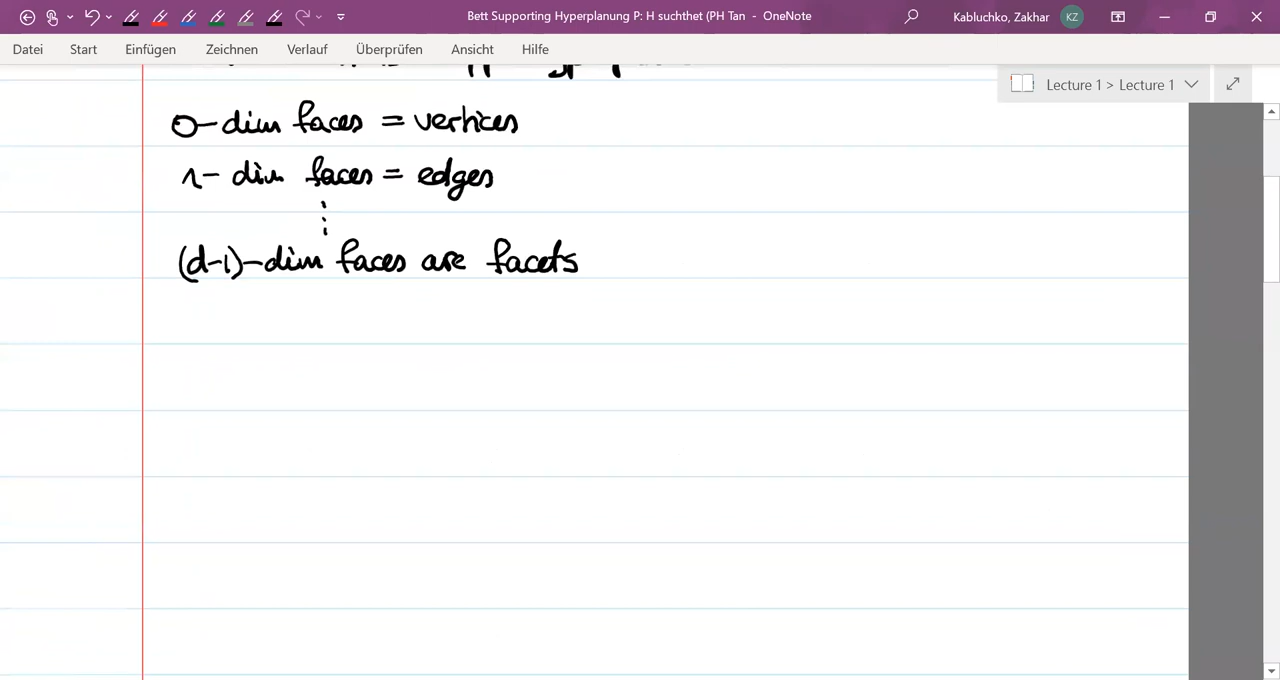 Bett Supporting Hyperplanung P: H suchthet (PH Tan - OneNote
Kabluchko, Zakhar KZ
Datei Start Einfügen Zeichnen Verlauf Überprüfen Ansicht Hilfe
Lecture 1 > Lecture 1
0-dim faces = vertices
1-dim faces = edges
⋮
(d-1)-dim faces are facets